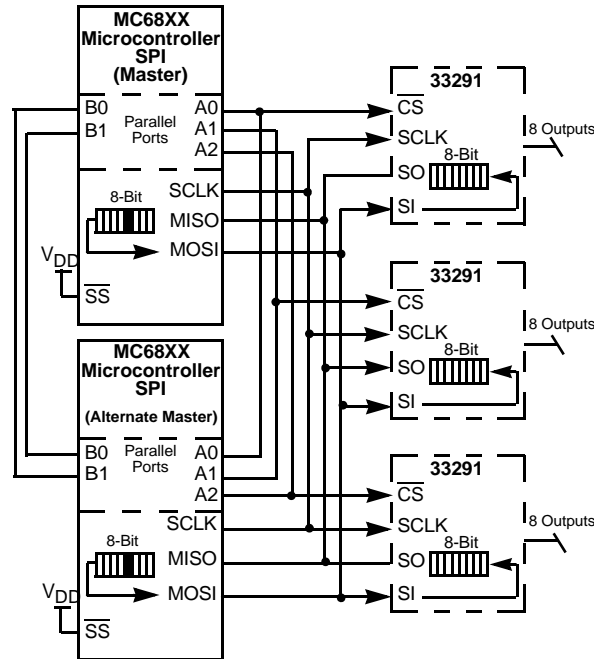 MC68XX
Microcontroller
SPI
(Master)
B0
B1
Parallel
Ports
A0
A1
A2
SCLK
8-Bit
MISO
MOSI
VDD
SS
MC68XX
Microcontroller
SPI
(Alternate Master)
B0
B1
Parallel
Ports
A0
A1
A2
SCLK
8-Bit
MISO
MOSI
VDD
SS
33291
CS
SCLK
8-Bit
SO
SI
8 Outputs
33291
CS
SCLK
8-Bit
SO
SI
8 Outputs
33291
CS
SCLK
8-Bit
SO
SI
8 Outputs